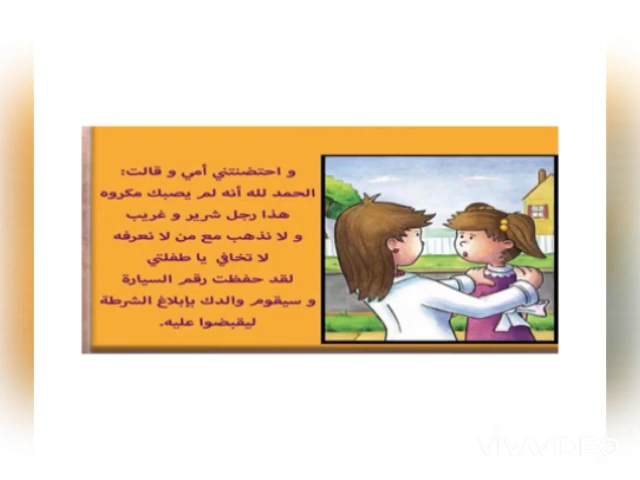 و احتضنتني أمي و قالت:
الحمد لله أنه لم يصبك مكروه
هذا رجل شرير و غريب
و لا نذهب مع من لا نعرفه
لا تخافي يا طفلتي
لقد حفظت رقم السيارة
و سيقوم والدك بإبلاغ الشرطة
ليقبضوا عليه.
VIVAVIDEO